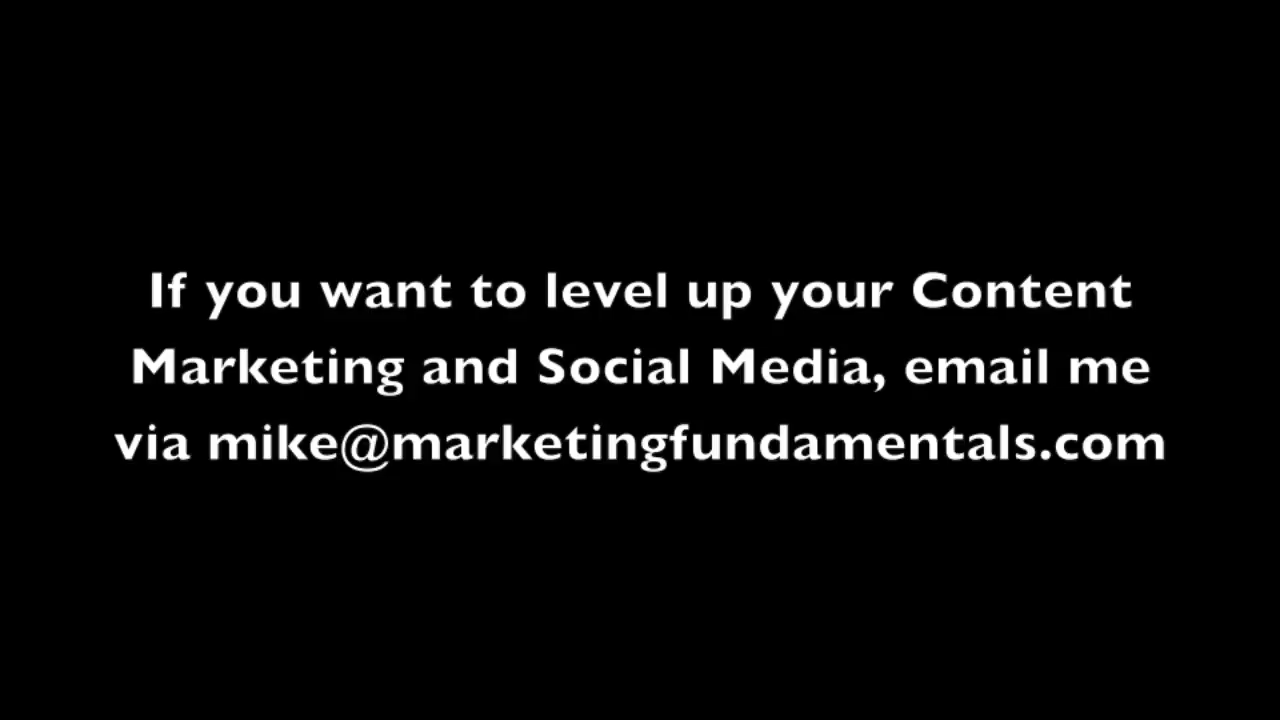 If you want to level up your Content
Marketing and Social Media, email me
via mike@marketingfundamentals.com